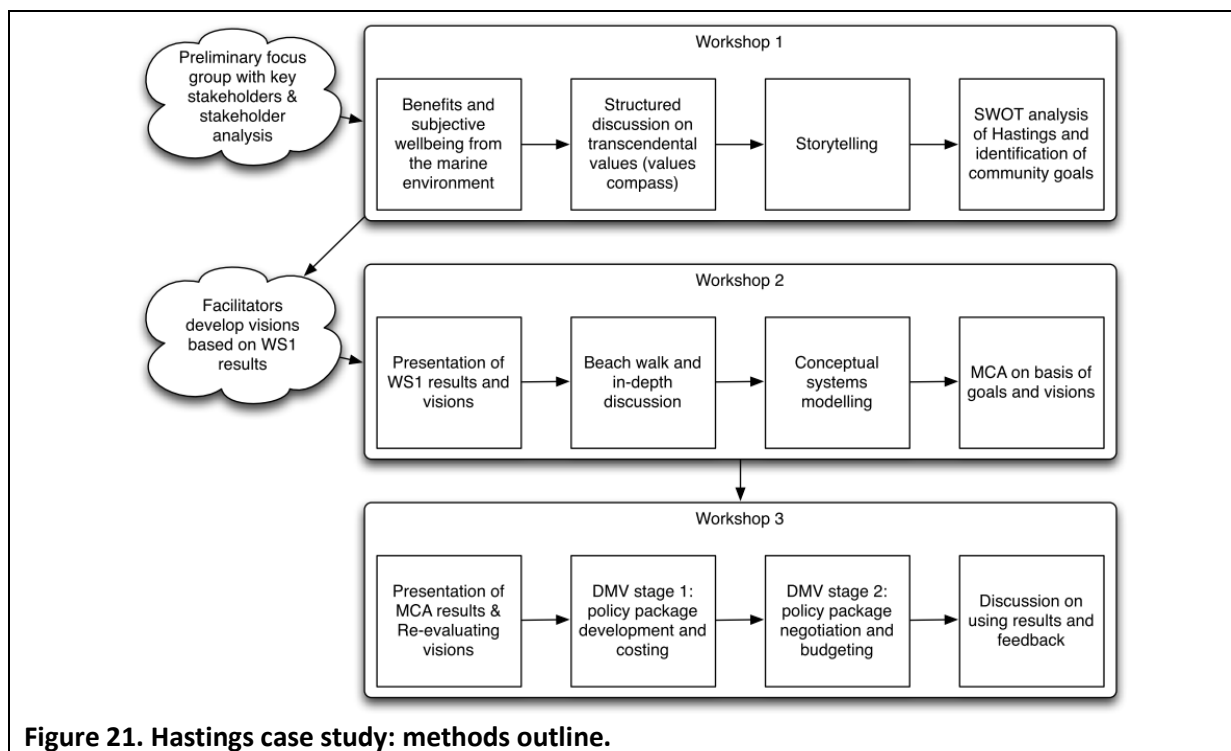 Preliminary focus
group with key
stakeholders &
stakeholder
analysis
Workshop 1
Benefits and
subjective
wellbeing from
the marine
environment
Structured
discussion on
transcendental
values (values
compass)
Storytelling
SWOT analysis
of Hastings and
identification of
community goals
Facilitators
develop visions
based on WS1
results
Workshop 2
Presentation of
WS1 results and
visions
Beach walk and
in-depth
discussion
Conceptual
systems
modelling
MCA on basis of
goals and visions
Workshop 3
Presentation of
MCA results &
Re-evaluating
visions
DMV stage 1:
policy package
development and
costing
DMV stage 2:
policy package
negotiation and
budgeting
Discussion on
using results and
feedback
Figure 21. Hastings case study: methods outline.